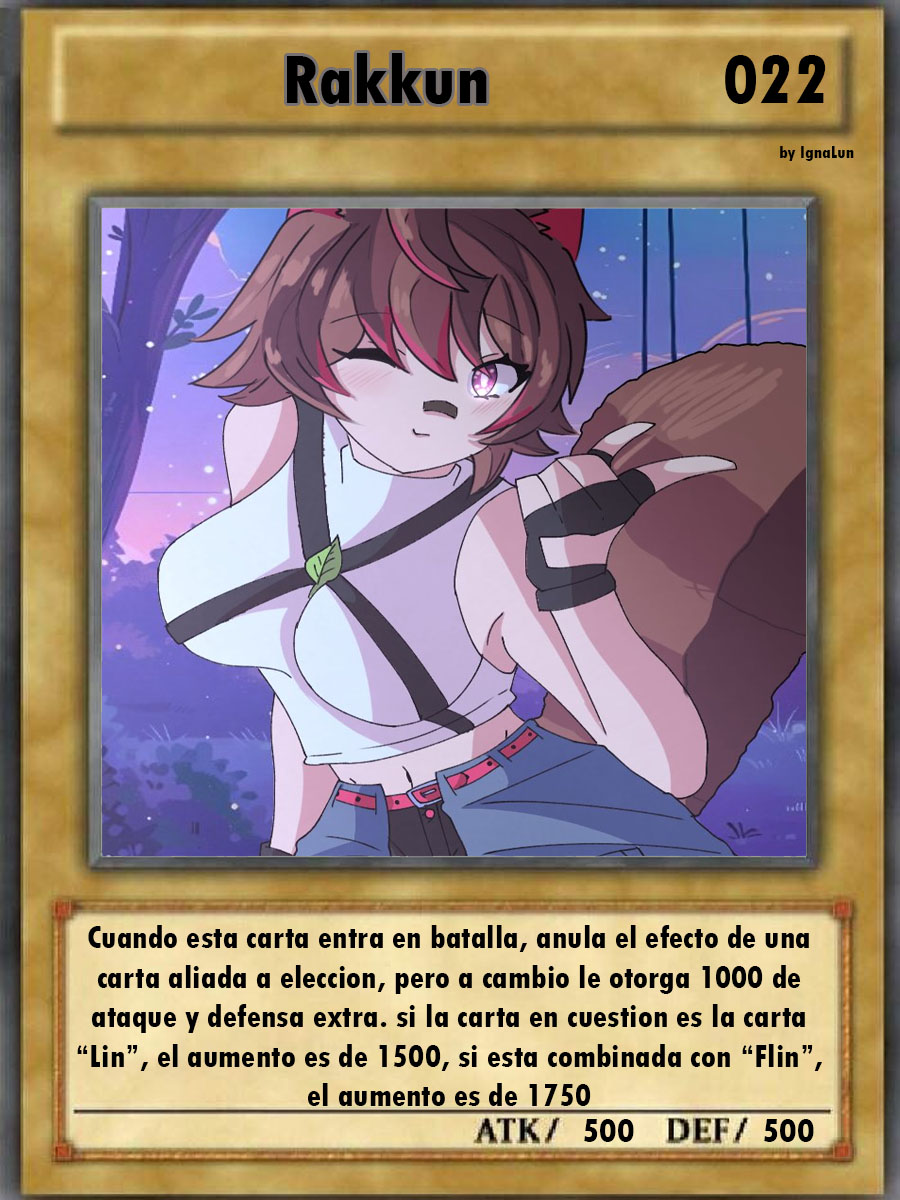 Rakkun
022
by IgnaLun
Cuando esta carta entra en batalla, anula el efecto de una
carta aliada a eleccion, pero a cambio le otorga 1000 de
ataque y defensa extra. si la carta en cuestion es la carta
“Lin”, el aumento es de 1500, si esta combinada con “Flin”,
el aumento es de 1750
ATK/ 500 DEF/ 500